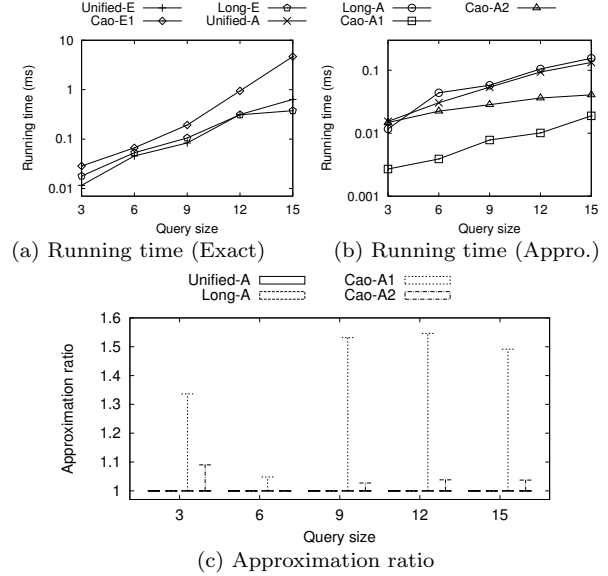 Unified-E
Cao-E1
Long-E
Unified-A
Long-A
Cao-A1
Cao-A2
Running time (ms)
10
1
0.1
0.01
3 6 9 12 15
Query size
(a) Running time (Exact)
Running time (ms)
0.1
0.01
0.001
3 6 9 12 15
Query size
(b) Running time (Appro.)
Unified-A
Long-A
Cao-A1
Cao-A2
Approximation ratio
1.6
1.5
1.4
1.3
1.2
1.1
1
3 6 9 12 15
Query size
(c) Approximation ratio